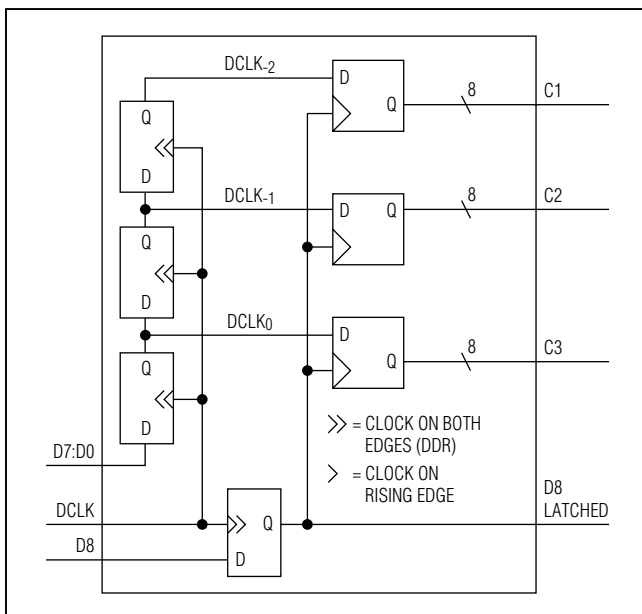 DCLK-2
D
8
C1
Q
Q
D
DCLK-1
D
8
C2
Q
Q
D
DCLK0
D
8
C3
Q
Q
D
>> = CLOCK ON BOTH
EDGES (DDR)
> = CLOCK ON
RISING EDGE
D7:D0
D8
LATCHED
DCLK
Q
D8
D